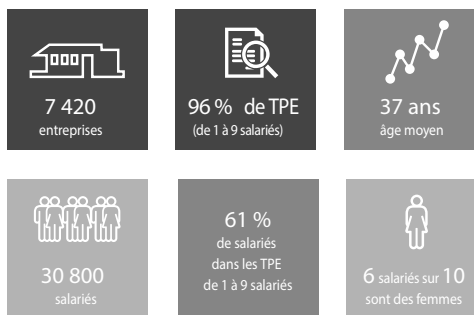 7 420
entreprises
96 % de TPE
(de 1 à 9 salariés)
37 ans
âge moyen
30 800
salariés
61 %
de salariés
dans les TPE
de 1 à 9 salariés
6 salariés sur 10
sont des femmes